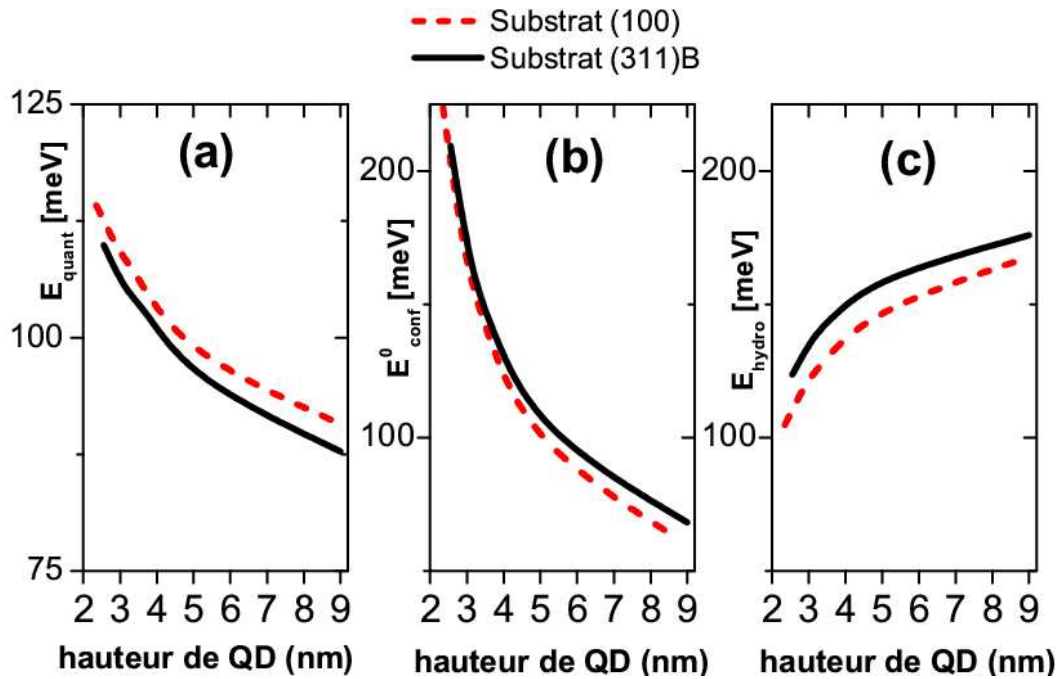 Substrat (100)
Substrat (311)B
125
100
75
E_quant [meV]
(a)
2 3 4 5 6 7 8 9
hauteur de QD (nm)
200
100
E^0_conf [meV]
(b)
2 3 4 5 6 7 8 9
hauteur de QD (nm)
200
100
E_hydro [meV]
(c)
2 3 4 5 6 7 8 9
hauteur de QD (nm)